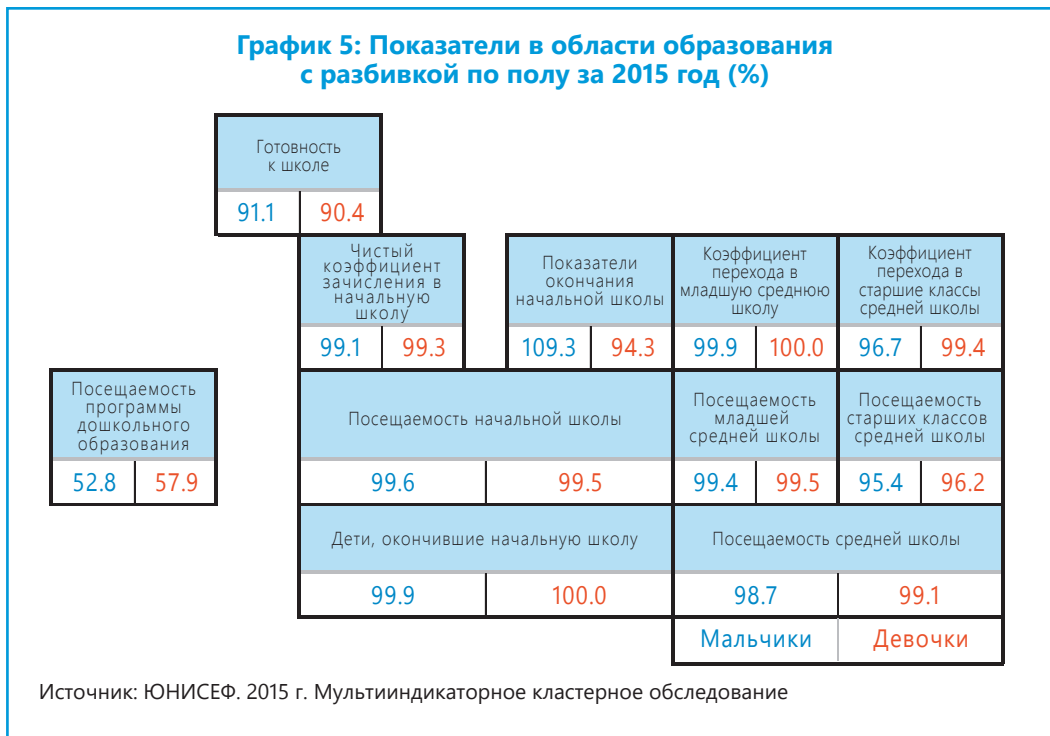 График 5: Показатели в области образования
с разбивкой по полу за 2015 год (%)
Готовность
к школе
91.1 90.4
Чистый
коэффициент
зачисления в
начальную
школу
99.1 99.3
Показатели
окончания
начальной школы
109.3 94.3
Коэффициент
перехода в
младшую среднюю
школу
99.9 100.0
Коэффициент
перехода в
старшие классы
средней школы
96.7 99.4
Посещаемость
программы
дошкольного
образования
52.8 57.9
Посещаемость начальной школы
99.6 99.5
Посещаемость
младшей
средней школы
99.4 99.5
Посещаемость
старших классов
средней школы
95.4 96.2
Дети, окончившие начальную школу
99.9 100.0
Посещаемость средней школы
98.7 99.1
Мальчики Девочки
Источник: ЮНИСЕФ. 2015 г. Мультииндикаторное кластерное обследование